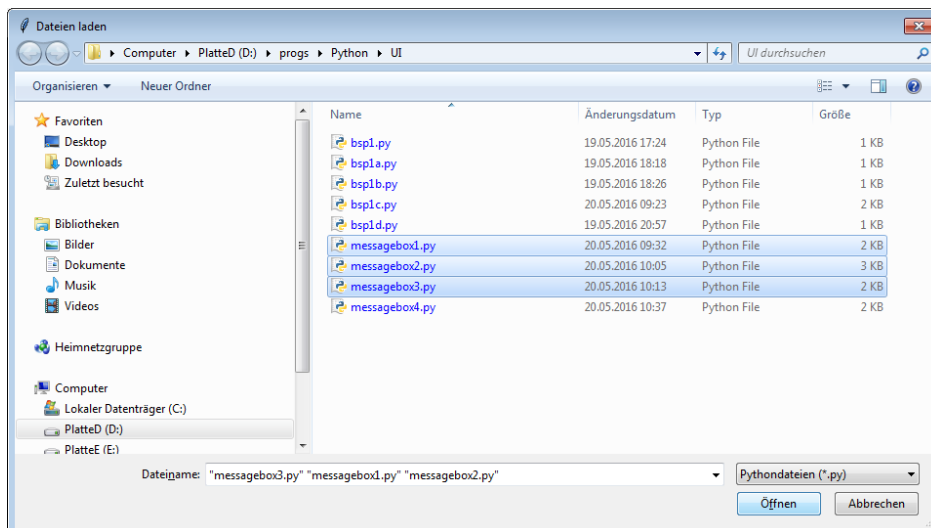 Dateien laden
Computer ▸ PlatteD (D:) ▸ progs ▸ Python ▸ UI
UI durchsuchen
Organisieren
Neuer Ordner
Favoriten
Desktop
Downloads
Zuletzt besucht
Bibliotheken
Bilder
Dokumente
Musik
Videos
Heimnetzgruppe
Computer
Lokaler Datenträger (C:)
PlatteD (D:)
PlatteE (E:)
Name Änderungsdatum Typ Größe
bsp1.py 19.05.2016 17:24 Python File 1 KB
bsp1a.py 19.05.2016 18:18 Python File 1 KB
bsp1b.py 19.05.2016 18:26 Python File 1 KB
bsp1c.py 20.05.2016 09:23 Python File 2 KB
bsp1d.py 19.05.2016 20:57 Python File 1 KB
messagebox1.py 20.05.2016 09:32 Python File 2 KB
messagebox2.py 20.05.2016 10:05 Python File 3 KB
messagebox3.py 20.05.2016 10:13 Python File 2 KB
messagebox4.py 20.05.2016 10:37 Python File 2 KB
Dateiname: "messagebox3.py" "messagebox1.py" "messagebox2.py"
Pythondateien (*.py)
Öffnen
Abbrechen